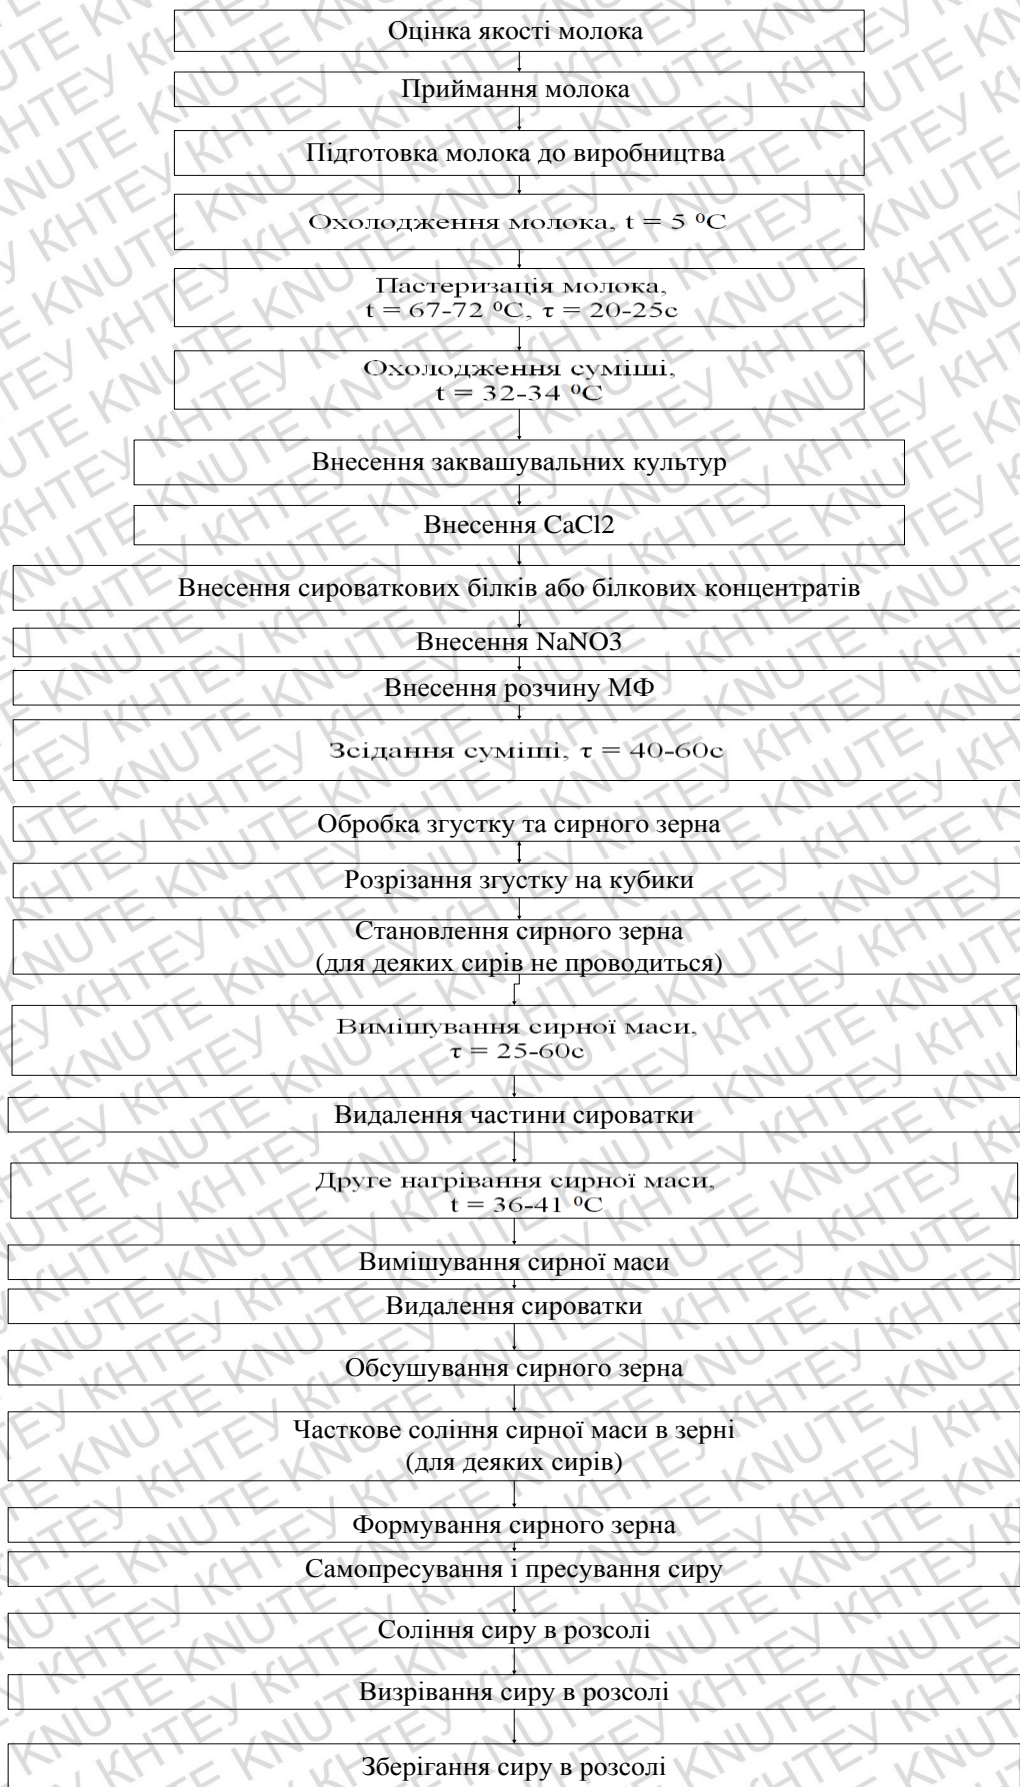 Оцінка якості молока
Приймання молока
Підготовка молока до виробництва
Охолодження молока, t = 5 ⁰C
Пастеризація молока,
t = 67-72 ⁰C, τ = 20-25с
Охолодження суміші,
t = 32-34 ⁰C
Внесення заквашувальних культур
Внесення CaCl2
Внесення сироваткових білків або білкових концентратів
Внесення NaNO3
Внесення розчину МФ
Зсідання суміші, τ = 40-60с
Обробка згустку та сирного зерна
Розрізання згустку на кубики
Становлення сирного зерна
(для деяких сирів не проводиться)
Вимішування сирної маси,
τ = 25-60с
Видалення частини сироватки
Друге нагрівання сирної маси,
t = 36-41 ⁰C
Вимішування сирної маси
Видалення сироватки
Обсушування сирного зерна
Часткове соління сирної маси в зерні
(для деяких сирів)
Формування сирного зерна
Самопресування і пресування сиру
Соління сиру в розсолі
Визрівання сиру в розсолі
Зберігання сиру в розсолі